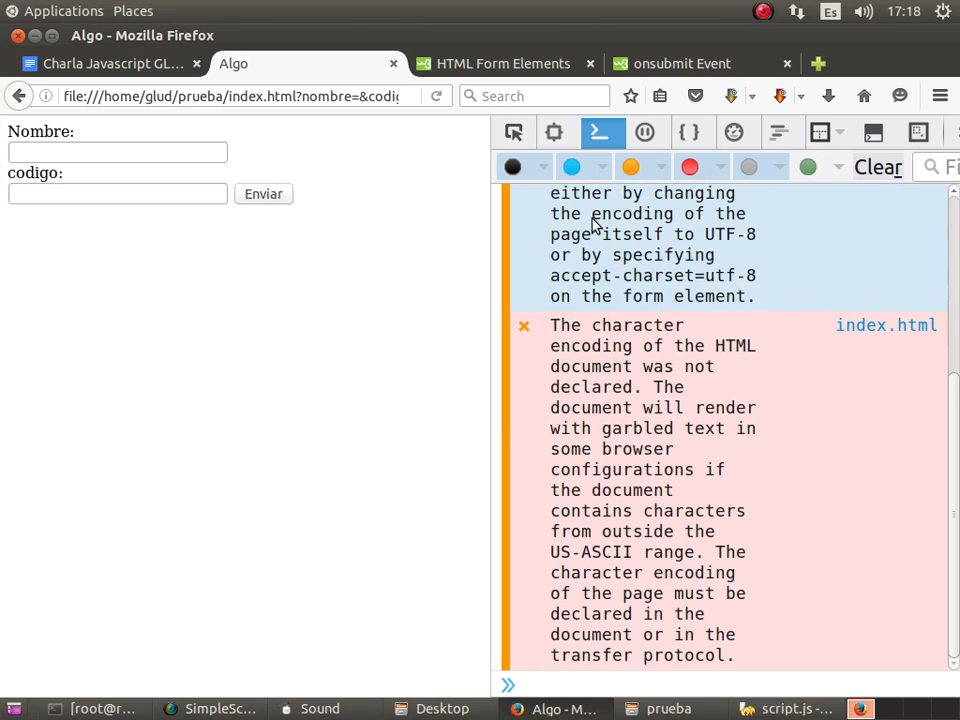 Applications Places Es 17:18
Algo - Mozilla Firefox
Charla Javascript GL... Algo HTML Form Elements onsubmit Event
file:///home/glud/prueba/index.html?nombre=&codig Search
Nombre:
codigo:
Enviar
Clear Fi
either by changing
the encoding of the
page itself to UTF-8
or by specifying
accept-charset=utf-8
on the form element.
The character index.html
encoding of the HTML
document was not
declared. The
document will render
with garbled text in
some browser
configurations if
the document
contains characters
from outside the
US-ASCII range. The
character encoding
of the page must be
declared in the
document or in the
transfer protocol.
[root@r... SimpleSc... Sound Desktop Algo - M... prueba script.js -...